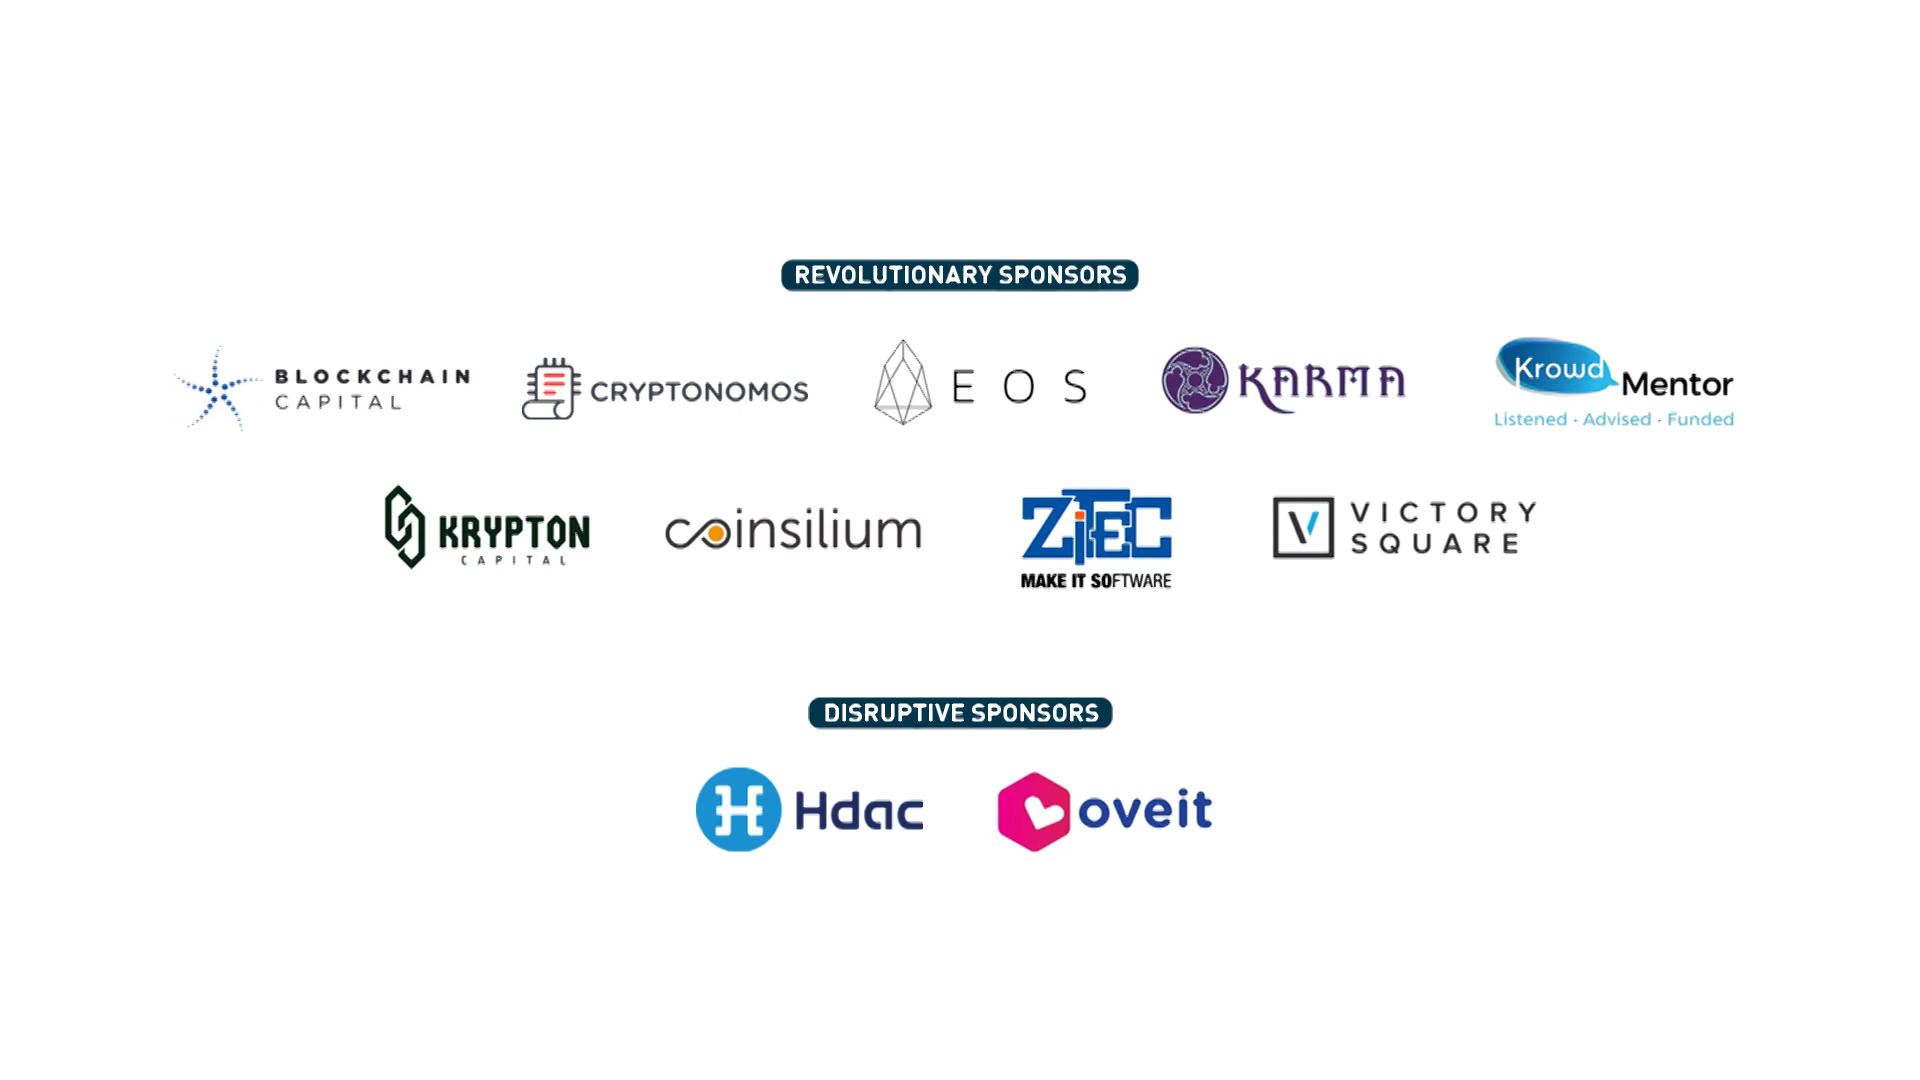 REVOLUTIONARY SPONSORS
BLOCKCHAIN
CAPITAL
CRYPTONOMOS
EOS
KARMA
Krowd
Mentor
Listened · Advised · Funded
KRYPTON
CAPITAL
coinsilium
ZiTEC
MAKE IT SOFTWARE
VICTORY
SQUARE
DISRUPTIVE SPONSORS
Hdac
oveit